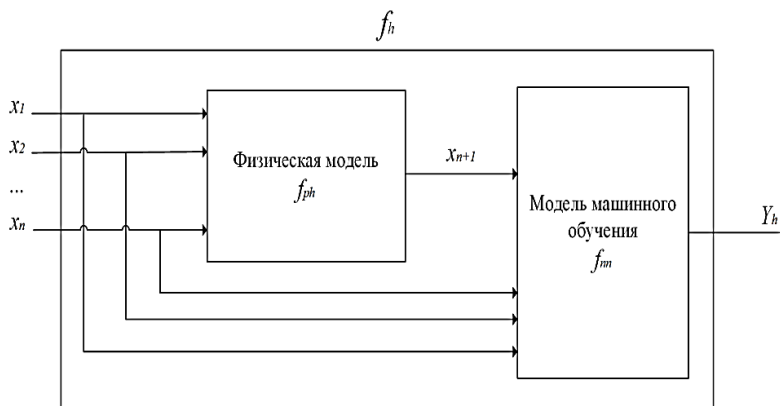 f_h
x_1
x_2
...
x_n
Физическая модель
f_ph
x_n+1
Модель машинного
обучения
f_nn
Y_h